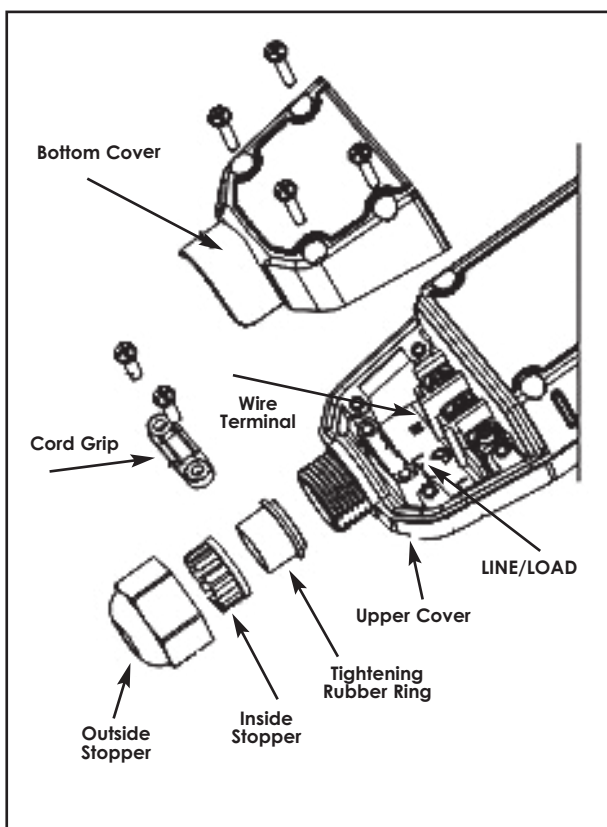 Bottom Cover
Wire
Terminal
Cord Grip
LINE/LOAD
Upper Cover
Tightening
Rubber Ring
Inside
Stopper
Outside
Stopper